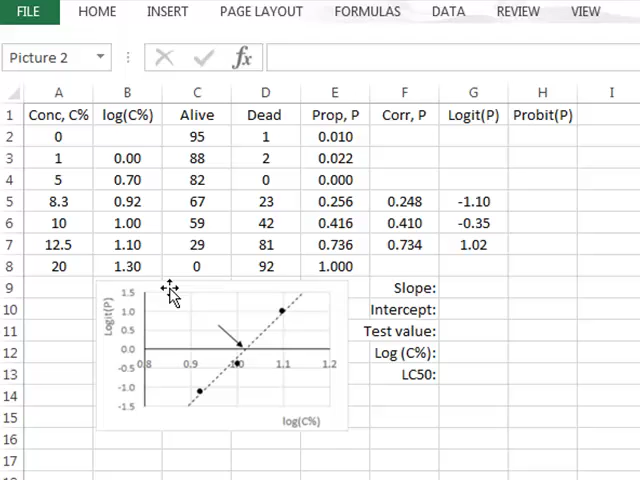 FILE HOME INSERT PAGE LAYOUT FORMULAS DATA REVIEW VIEW
Picture 2 fx
A B C D E F G H I
1 Conc, C% log(C%) Alive Dead Prop, P Corr, P Logit(P) Probit(P)
2 0 95 1 0.010
3 1 0.00 88 2 0.022
4 5 0.70 82 0 0.000
5 8.3 0.92 67 23 0.256 0.248 -1.10
6 10 1.00 59 42 0.416 0.410 -0.35
7 12.5 1.10 29 81 0.736 0.734 1.02
8 20 1.30 0 92 1.000
9 Slope:
10 Intercept:
11 Test value:
12 Log (C%):
13 LC50:
14
15
16
17
Logit(P)
1.5
1.0
0.5
0.0
-0.5
-1.0
-1.5
0.8 0.9 1.0 1.1 1.2
log(C%)